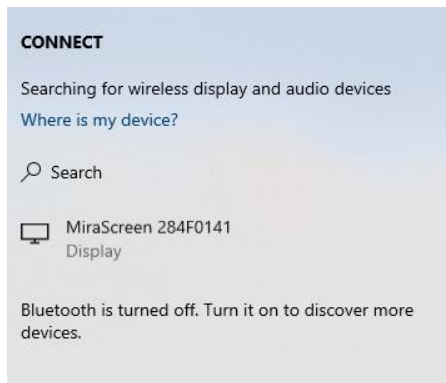 CONNECT
Searching for wireless display and audio devices
Where is my device?
Search
MiraScreen 284F0141
Display
Bluetooth is turned off. Turn it on to discover more
devices.